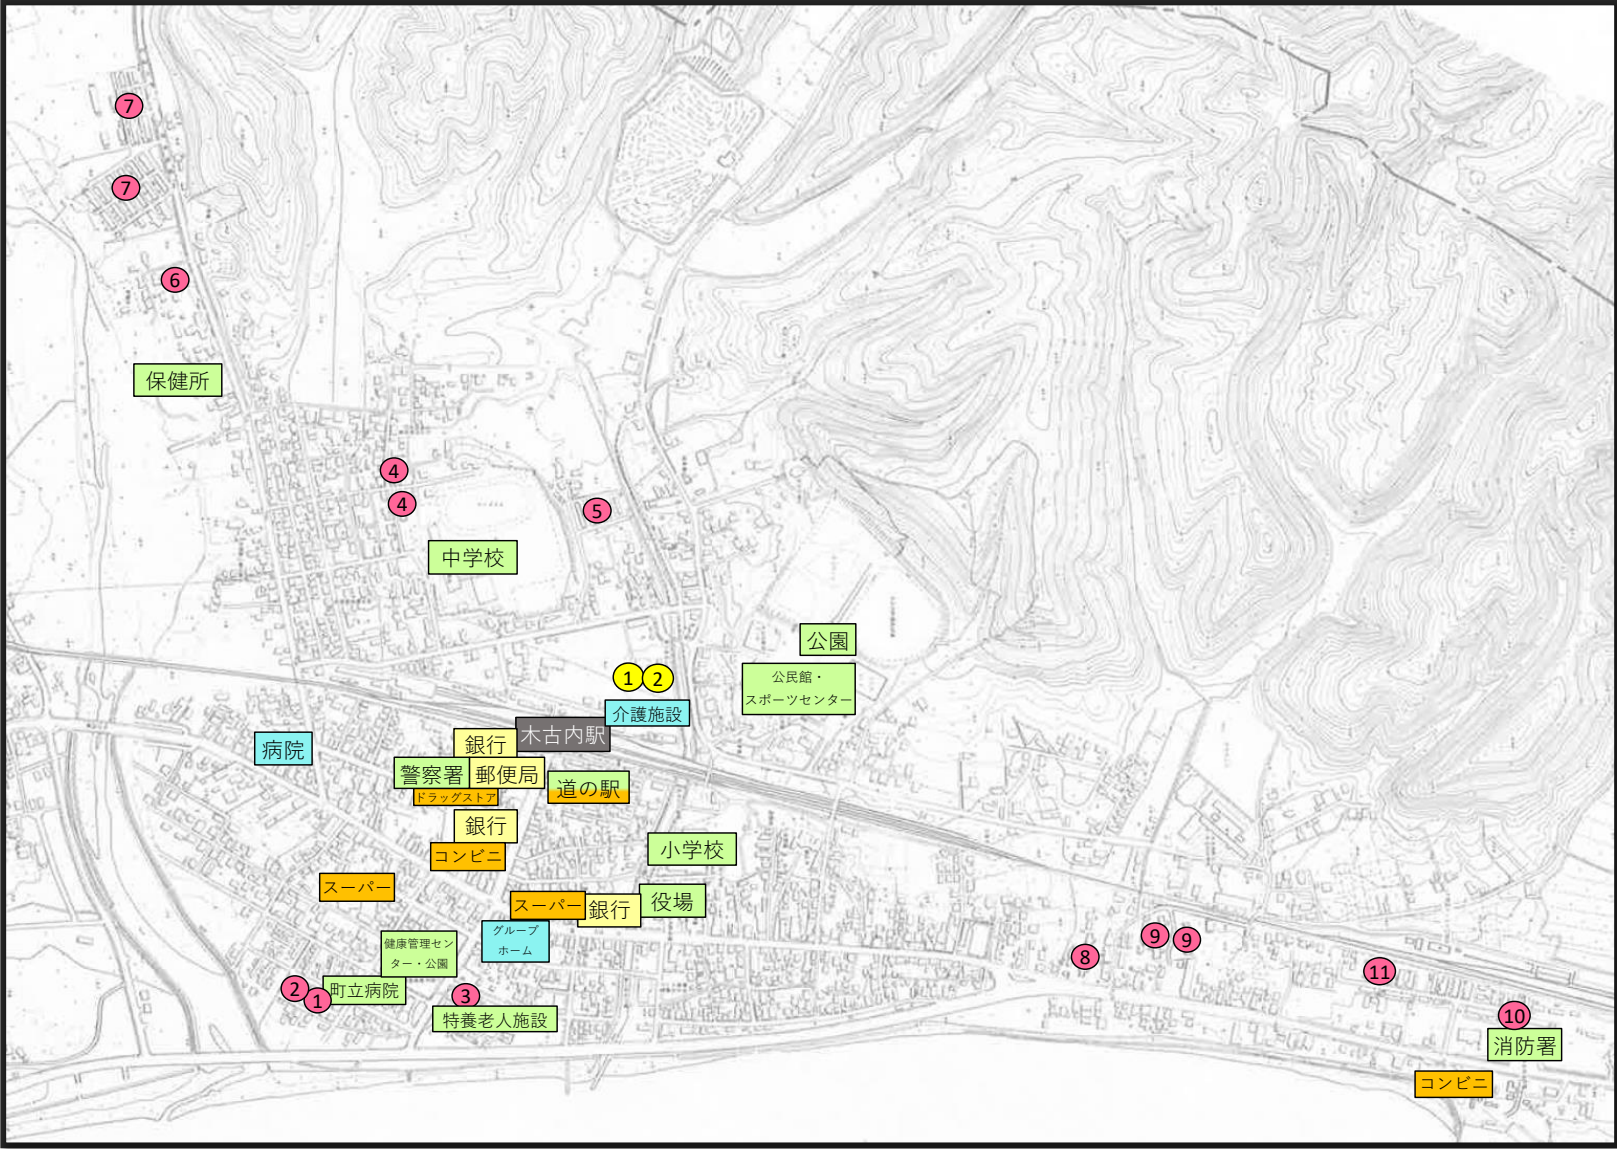 7
7
6
保健所
4
4
5
中学校
公園
公民館・
スポーツセンター
1
2
介護施設
木古内駅
病院
銀行
警察署
郵便局
道の駅
ドラッグストア
銀行
コンビニ
小学校
スーパー
スーパー
銀行
役場
グループ
ホーム
健康管理セン
ター・公園
町立病院
2
1
3
特養老人施設
8
9
9
11
10
消防署
コンビニ